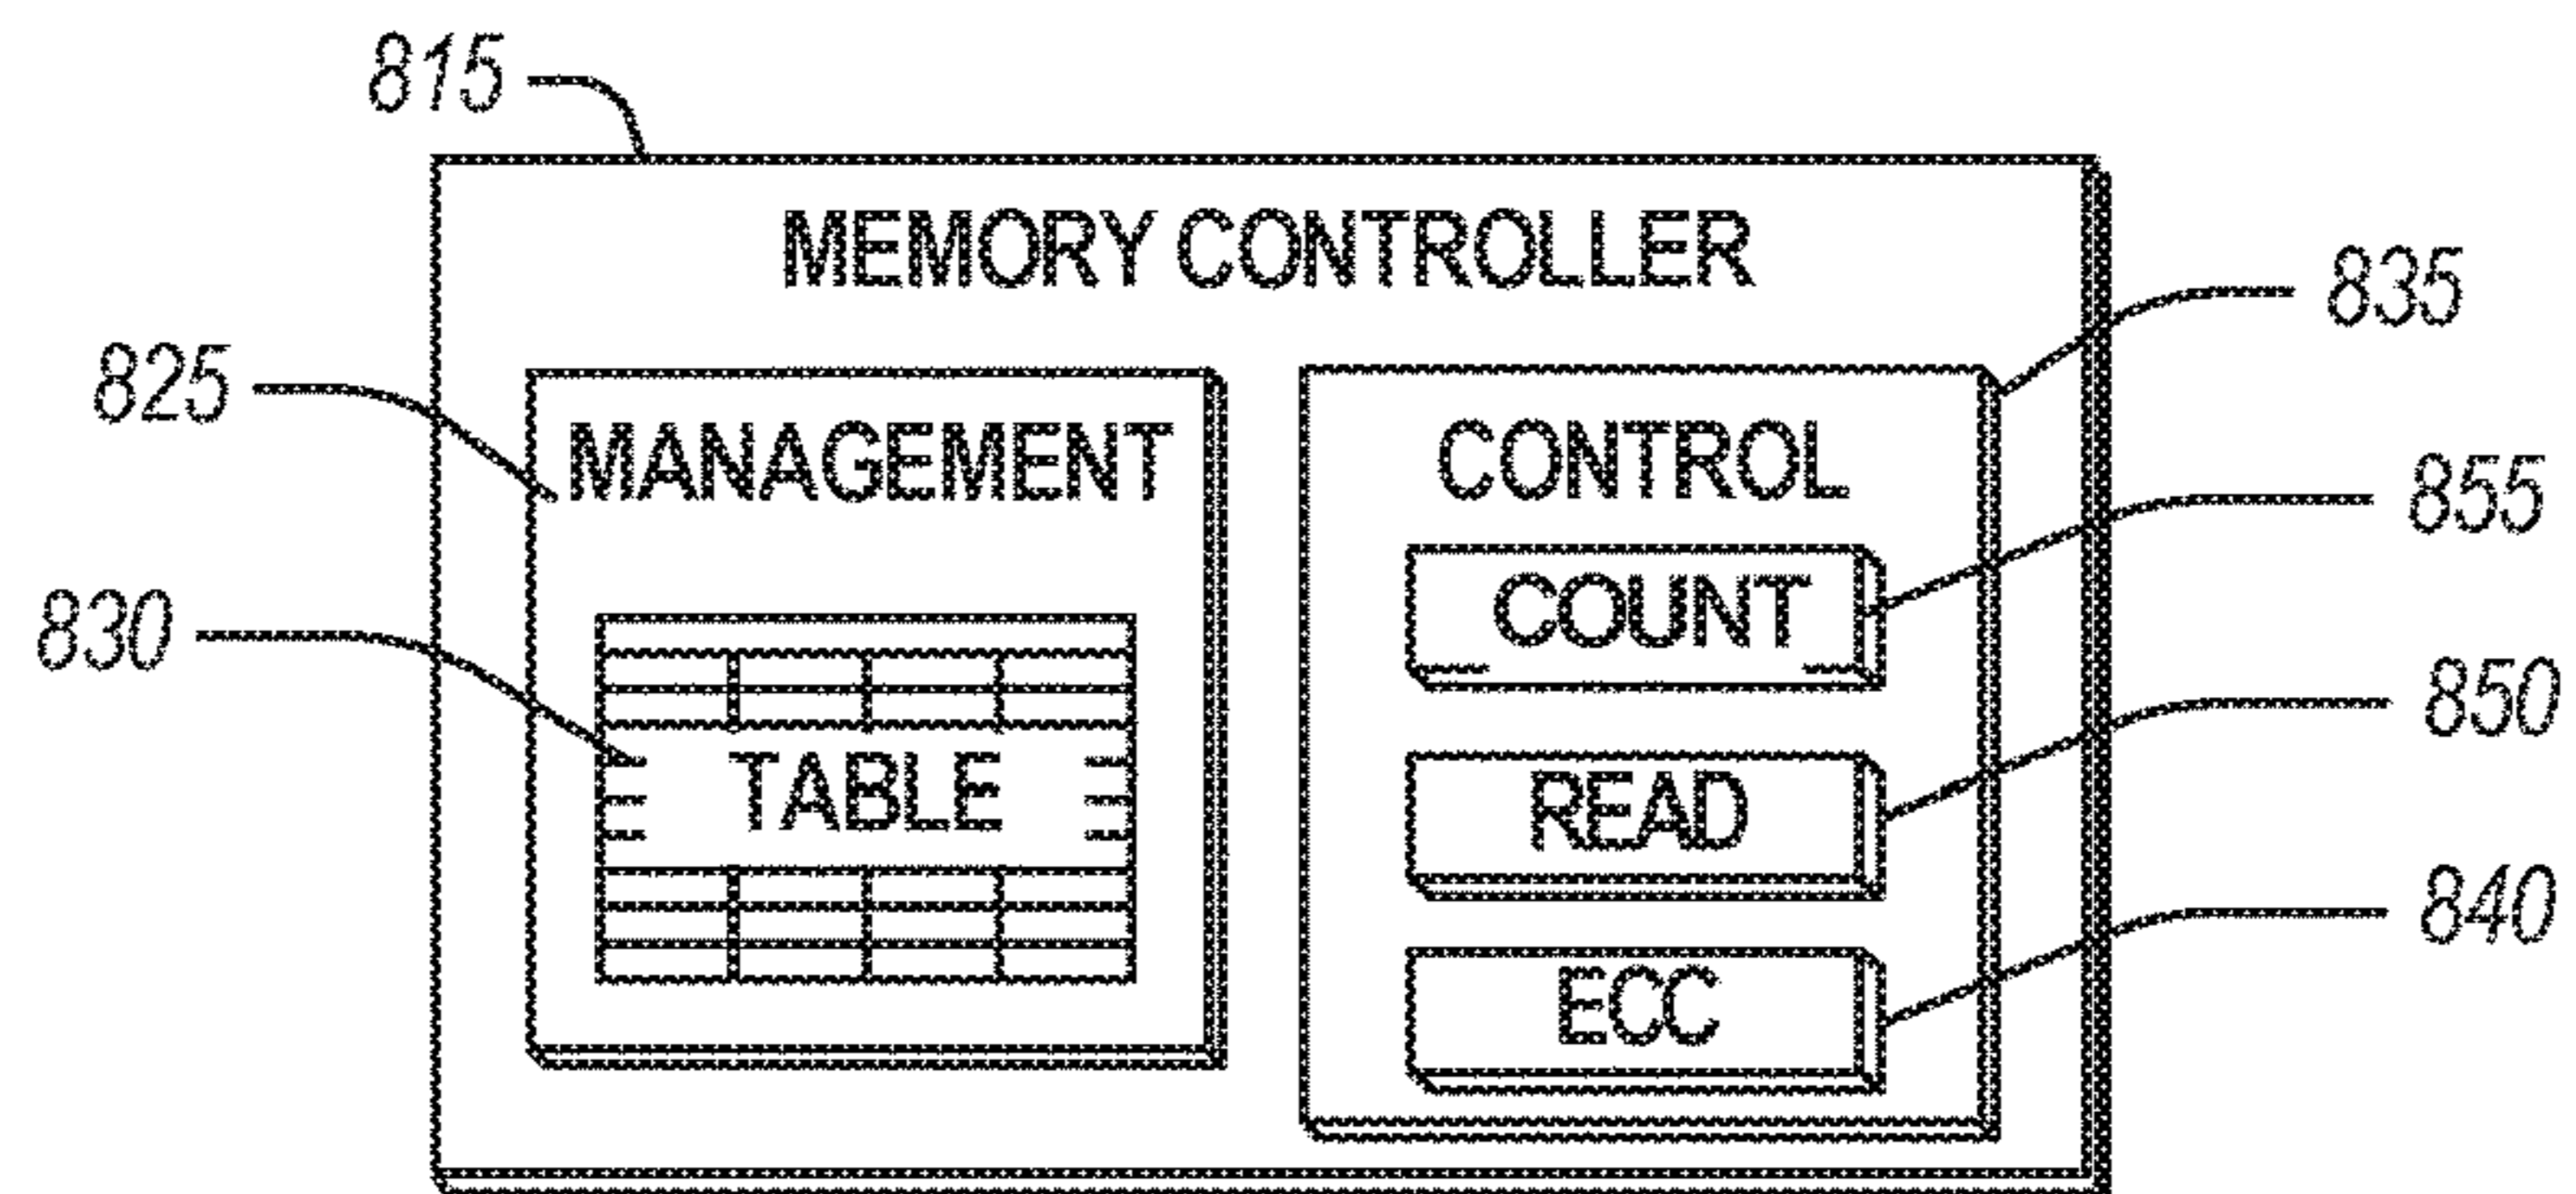 815
MEMORY CONTROLLER
835
825
MANAGEMENT
CONTROL
855
COUNT
830
TABLE
850
READ
840
ECC